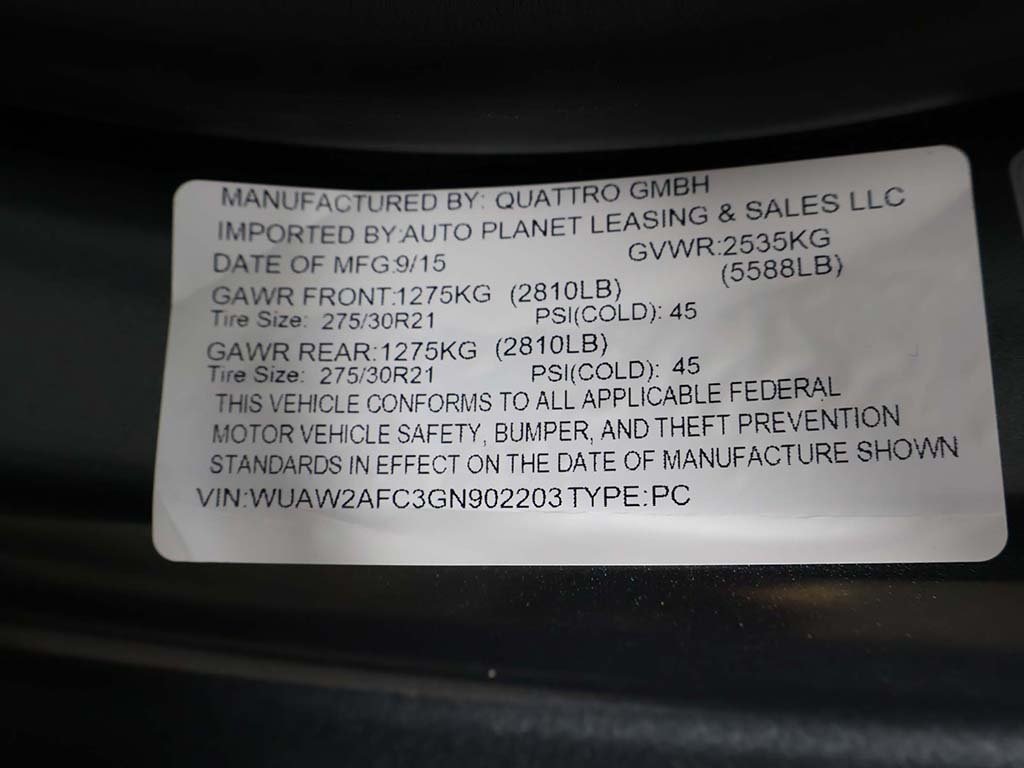 MANUFACTURED BY: QUATTRO GMBH
IMPORTED BY:AUTO PLANET LEASING & SALES LLC
DATE OF MFG:9/15 GVWR:2535KG
(5588LB)
GAWR FRONT:1275KG (2810LB)
Tire Size: 275/30R21 PSI(COLD): 45
GAWR REAR:1275KG (2810LB)
Tire Size: 275/30R21 PSI(COLD): 45
THIS VEHICLE CONFORMS TO ALL APPLICABLE FEDERAL
MOTOR VEHICLE SAFETY, BUMPER, AND THEFT PREVENTION
STANDARDS IN EFFECT ON THE DATE OF MANUFACTURE SHOWN
VIN:WUAW2AFC3GN902203 TYPE:PC